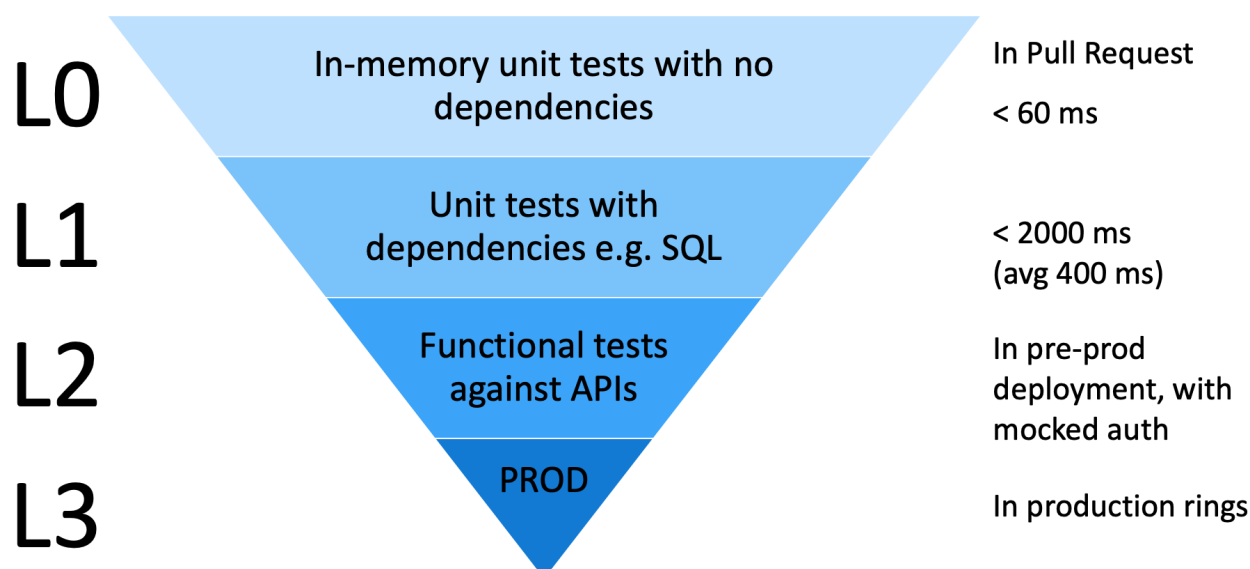 L0
In-memory unit tests with no
dependencies
In Pull Request
< 60 ms
L1
Unit tests with
dependencies e.g. SQL
< 2000 ms
(avg 400 ms)
L2
Functional tests
against APIs
In pre-prod
deployment, with
mocked auth
L3
PROD
In production rings